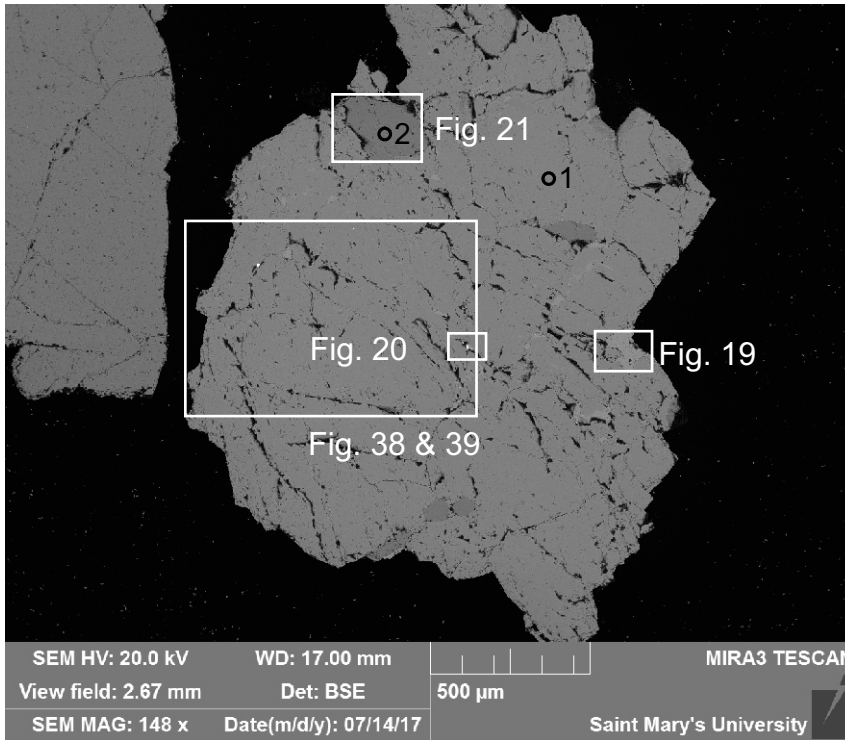 2
Fig. 21
1
Fig. 20
Fig. 19
Fig. 38 & 39
SEM HV: 20.0 kV
WD: 17.00 mm
MIRA3 TESCAN
View field: 2.67 mm
Det: BSE
500 µm
SEM MAG: 148 x
Date(m/d/y): 07/14/17
Saint Mary's University